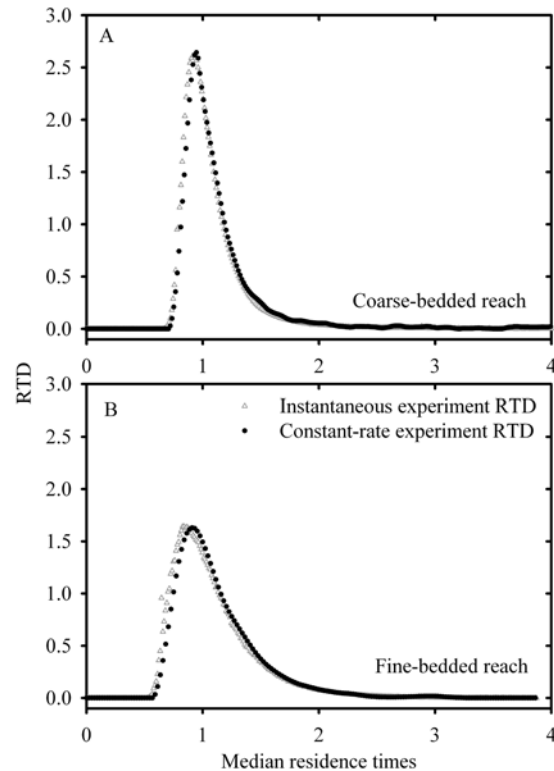 3.0
A
2.5
2.0
1.5
1.0
0.5
Coarse-bedded reach
0.0
0 1 2 3 4
RTD
3.0
B
Instantaneous experiment RTD
2.5
Constant-rate experiment RTD
2.0
1.5
1.0
0.5
Fine-bedded reach
0.0
0 1 2 3 4
Median residence times